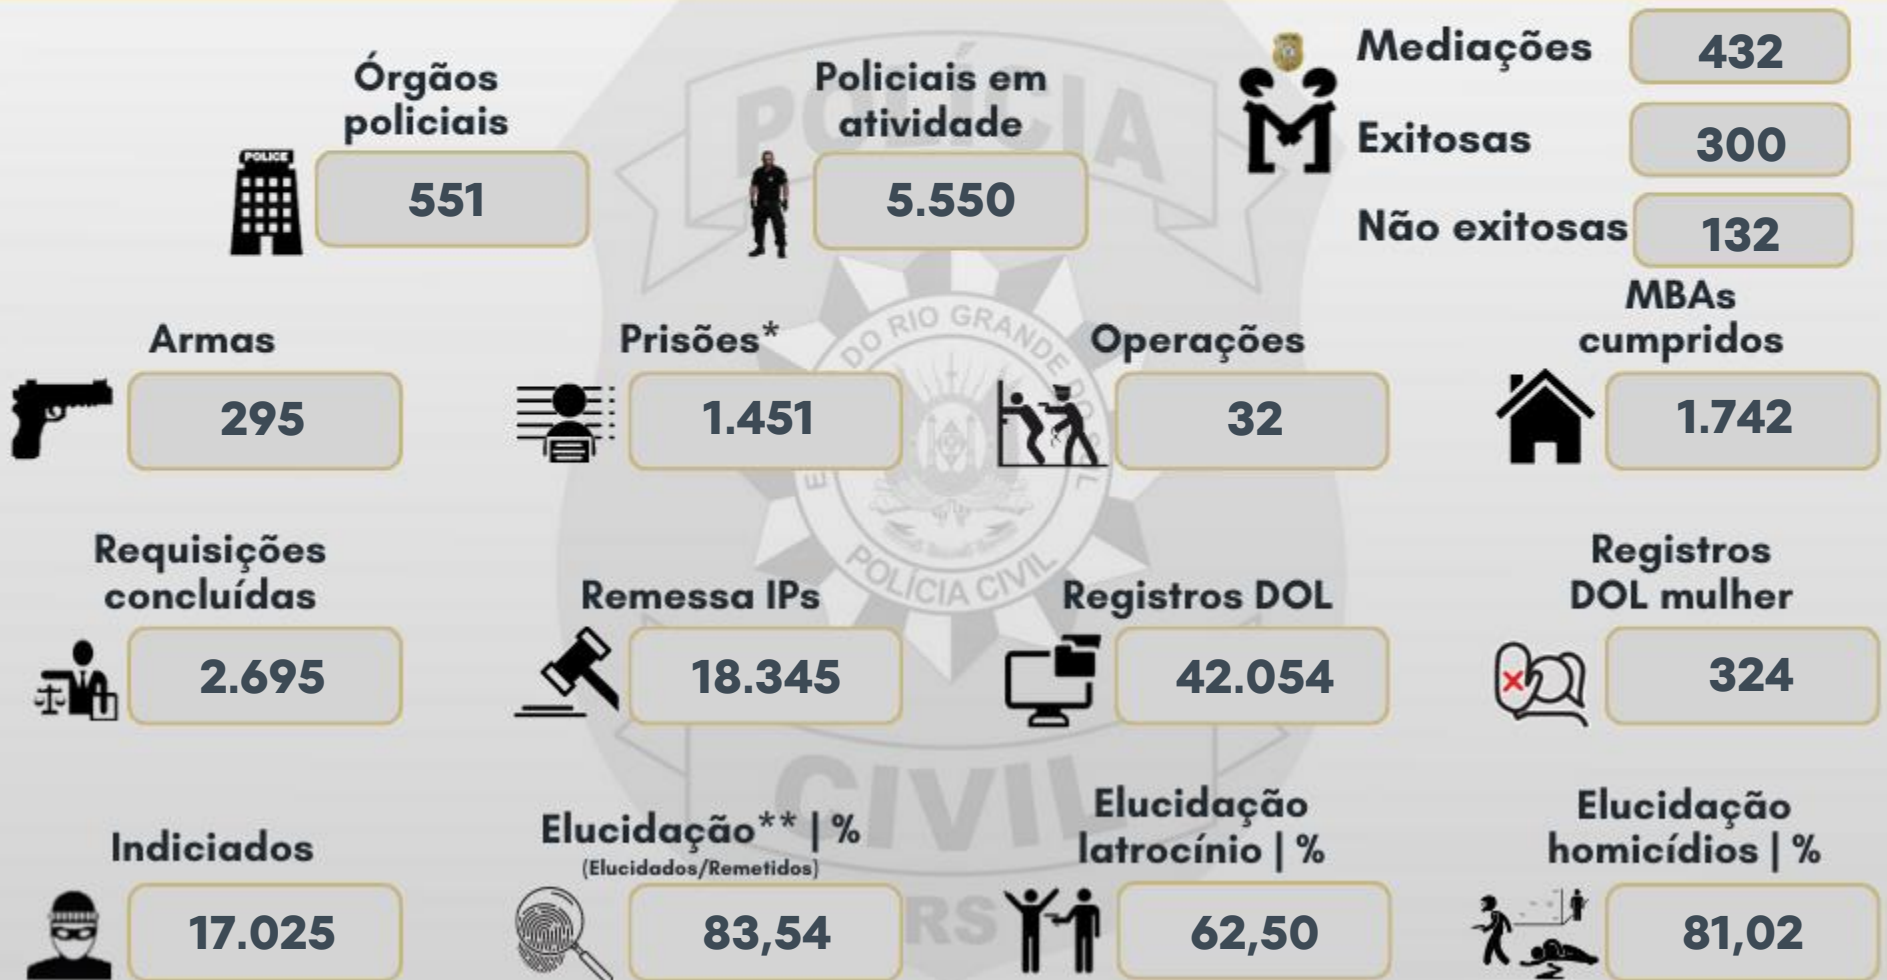 Órgãos
policiais
POLICE
551
Policiais em
atividade
5.550
Mediações
432
Exitosas
300
Não exitosas
132
Armas
295
Prisões*
1.451
Operações
32
MBAs
cumpridos
1.742
Requisições
concluídas
2.695
Remessa IPs
18.345
Registros DOL
42.054
Registros
DOL mulher
324
Indiciados
17.025
Elucidação** | %
(Elucidados/Remetidos)
83,54
Elucidação
latrocínio | %
62,50
Elucidação
homicídios | %
81,02
POLÍCIA
DO RIO GRANDE DO SUL
POLÍCIA CIVIL
CIVIL
RS